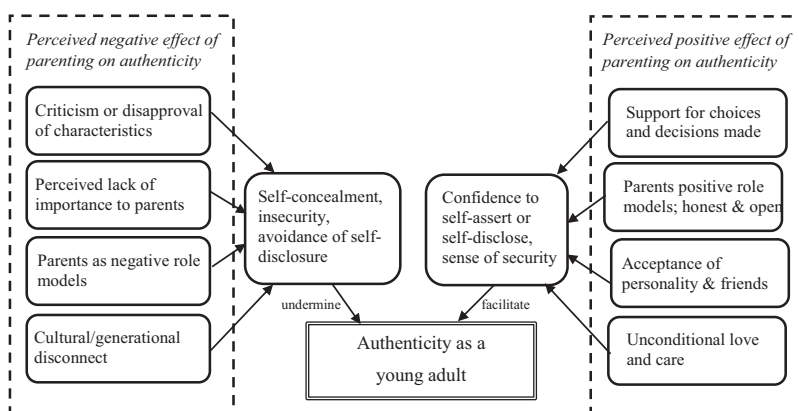 Perceived negative effect of
parenting on authenticity
Criticism or disapproval
of characteristics
Perceived lack of
importance to parents
Parents as negative role
models
Cultural/generational
disconnect
Self-concealment,
insecurity,
avoidance of self-
disclosure
undermine
Confidence to
self-assert or
self-disclose,
sense of security
facilitate
Authenticity as a
young adult
Perceived positive effect of
parenting on authenticity
Support for choices
and decisions made
Parents positive role
models; honest & open
Acceptance of
personality & friends
Unconditional love
and care